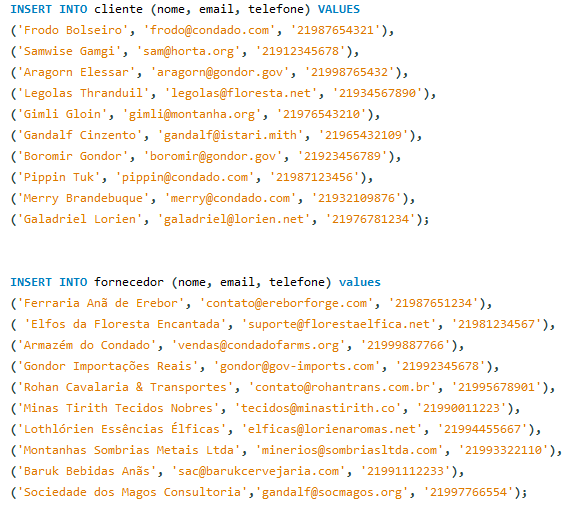 INSERT INTO cliente (nome, email, telefone) VALUES
('Frodo Bolseiro', 'frodo@condado.com', '21987654321'),
('Samwise Gamgi', 'sam@horta.org', '21912345678'),
('Aragorn Elessar', 'aragorn@gondor.gov', '21998765432'),
('Legolas Thranduil', 'legolas@floresta.net', '21934567890'),
('Gimli Gloin', 'gimli@montanha.org', '21976543210'),
('Gandalf Cinzento', 'gandalf@istari.mith', '21965432109'),
('Boromir Gondor', 'boromir@gondor.gov', '21923456789'),
('Pippin Tuk', 'pippin@condado.com', '21987123456'),
('Merry Brandebuque', 'merry@condado.com', '21932109876'),
('Galadriel Lorien', 'galadriel@lorien.net', '21976781234');
INSERT INTO fornecedor (nome, email, telefone) values
('Ferraria Anã de Erebor', 'contato@ereborforge.com', '21987651234'),
( 'Elfos da Floresta Encantada', 'suporte@florestaelfica.net', '21981234567'),
('Armazém do Condado', 'vendas@condadofarms.org', '21999887766'),
('Gondor Importações Reais', 'gondor@gov-imports.com', '21992345678'),
('Rohan Cavalaria & Transportes', 'contato@rohantrans.com.br', '21995678901'),
('Minas Tirith Tecidos Nobres', 'tecidos@minastirith.co', '21990011223'),
('Lothlórien Essências Élficas', 'elficas@lorienaromas.net', '21994455667'),
('Montanhas Sombrias Metais Ltda', 'minerios@sombriasltda.com', '21993322110'),
('Baruk Bebidas Anãs', 'sac@barukcervejaria.com', '21991112233'),
('Sociedade dos Magos Consultoria','gandalf@socmagos.org', '21997766554');